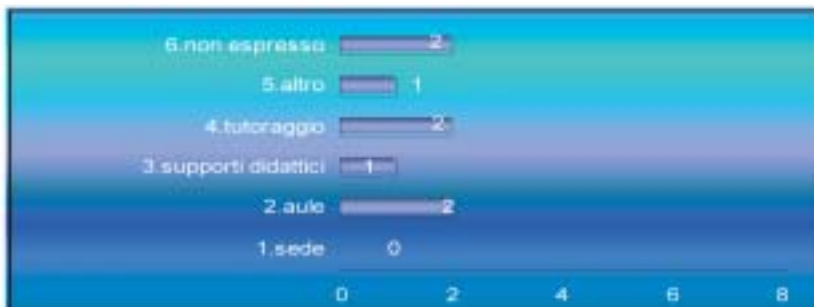 6.non espresso 2
5.altro 1
4.tutoraggio 2
3.supporti didattici 1
2.aule 2
1.sede 0
0 2 4 6 8